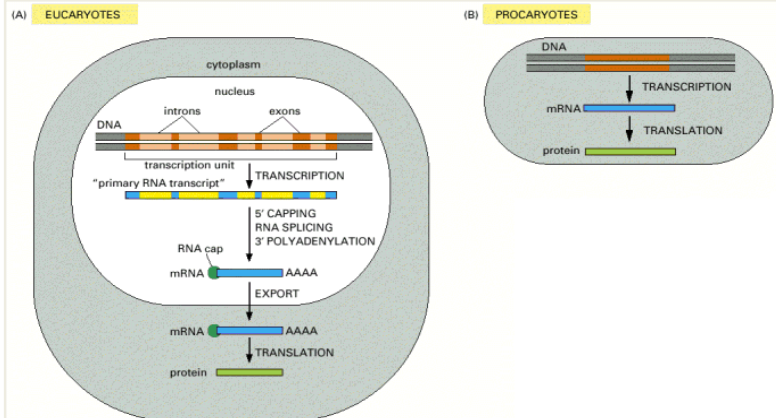 (A) EUCARYOTES
cytoplasm
nucleus
introns exons
DNA
transcription unit
TRANSCRIPTION
"primary RNA transcript"
5' CAPPING
RNA SPLICING
3' POLYADENYLATION
RNA cap
mRNA AAAA
EXPORT
mRNA AAAA
TRANSLATION
protein
(B) PROCARYOTES
DNA
TRANSCRIPTION
mRNA
TRANSLATION
protein